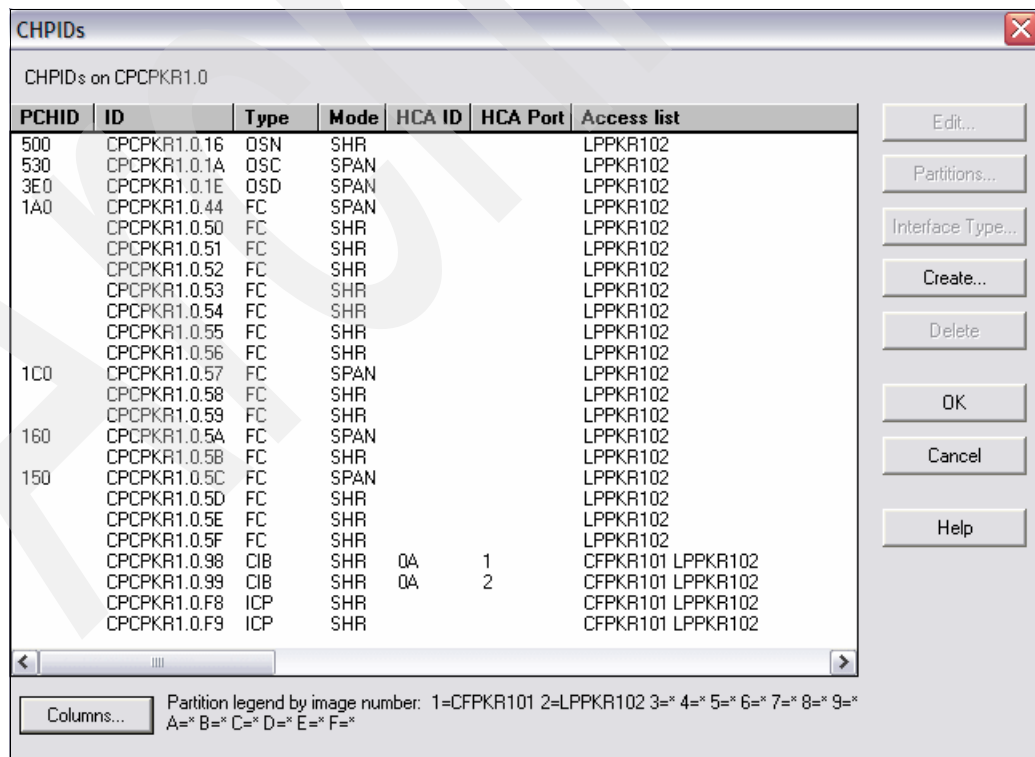 CHPIDs
CHPIDs on CPCPKR1.0
PCHID ID Type Mode HCA ID HCA Port Access list
500 CPCPKR1.0.16 OSN SHR LPPKR102
530 CPCPKR1.0.1A OSC SPAN LPPKR102
3E0 CPCPKR1.0.1E OSD SPAN LPPKR102
1A0 CPCPKR1.0.44 FC SPAN LPPKR102
CPCPKR1.0.50 FC SHR LPPKR102
CPCPKR1.0.51 FC SHR LPPKR102
CPCPKR1.0.52 FC SHR LPPKR102
CPCPKR1.0.53 FC SHR LPPKR102
CPCPKR1.0.54 FC SHR LPPKR102
CPCPKR1.0.55 FC SHR LPPKR102
CPCPKR1.0.56 FC SHR LPPKR102
1C0 CPCPKR1.0.57 FC SPAN LPPKR102
CPCPKR1.0.58 FC SHR LPPKR102
CPCPKR1.0.59 FC SHR LPPKR102
160 CPCPKR1.0.5A FC SPAN LPPKR102
CPCPKR1.0.5B FC SHR LPPKR102
150 CPCPKR1.0.5C FC SPAN LPPKR102
CPCPKR1.0.5D FC SHR LPPKR102
CPCPKR1.0.5E FC SHR LPPKR102
CPCPKR1.0.5F FC SHR LPPKR102
CPCPKR1.0.98 CIB SHR 0A 1 CFPKR101 LPPKR102
CPCPKR1.0.99 CIB SHR 0A 2 CFPKR101 LPPKR102
CPCPKR1.0.F8 ICP SHR CFPKR101 LPPKR102
CPCPKR1.0.F9 ICP SHR CFPKR101 LPPKR102
Edit...
Partitions...
Interface Type...
Create...
Delete
OK
Cancel
Help
Columns...
Partition legend by image number: 1=CFPKR101 2=LPPKR102 3=* 4=* 5=* 6=* 7=* 8=* 9=*
A=* B=* C=* D=* E=* F=*